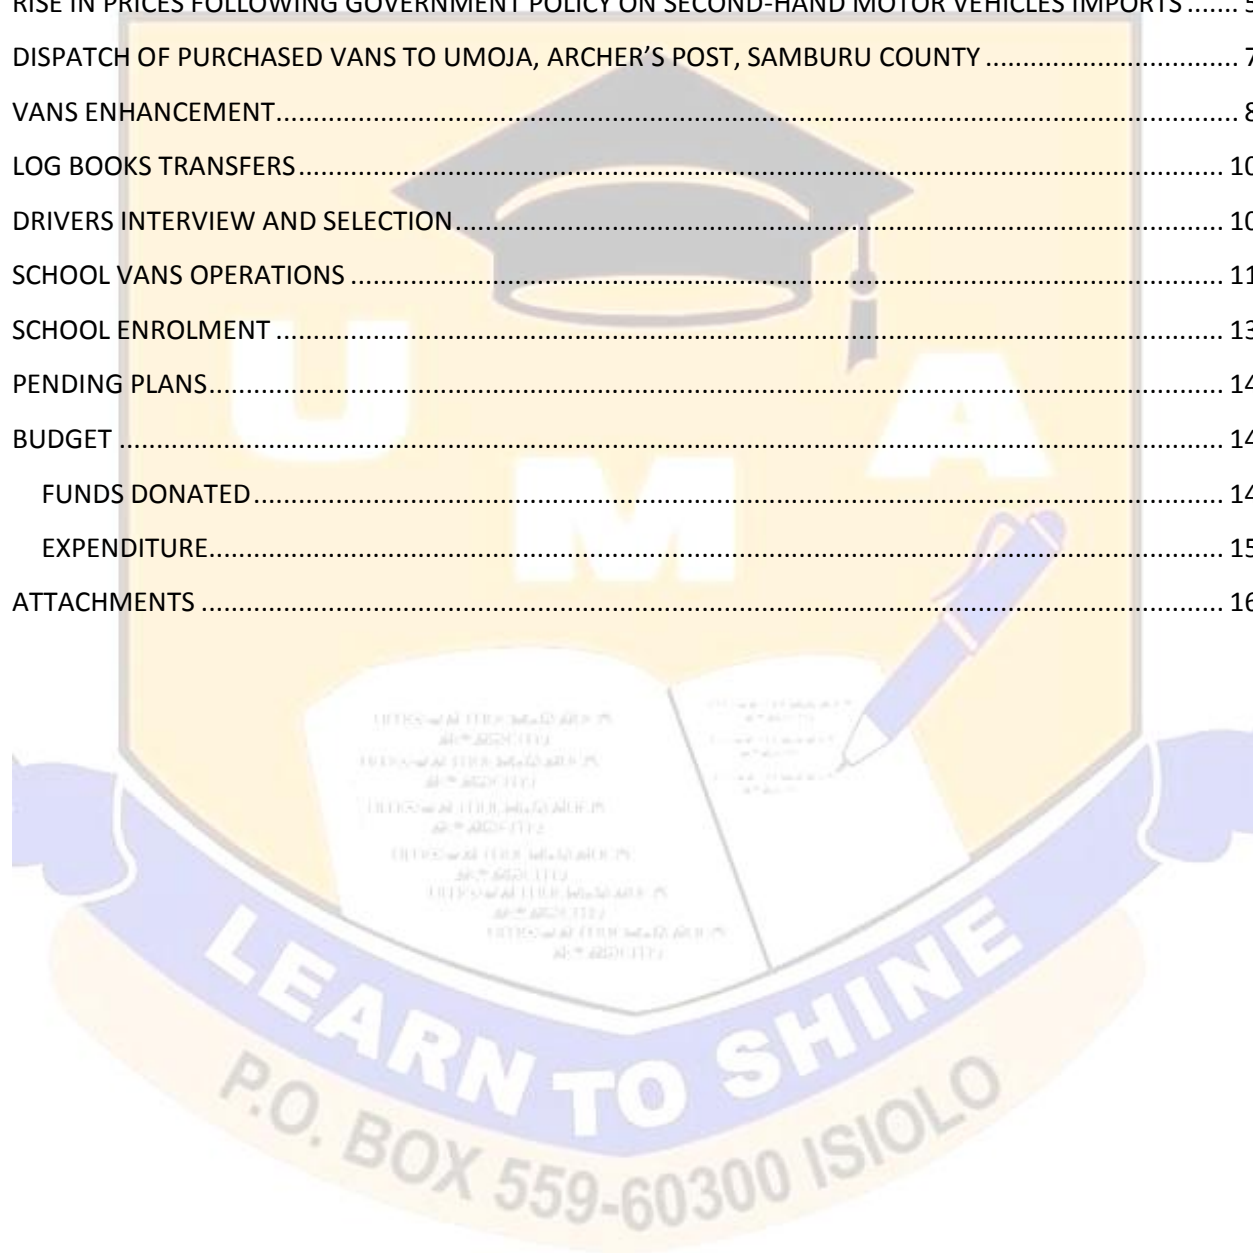 RISE IN PRICES FOLLOWING GOVERNMENT POLICY ON SECOND-HAND MOTOR VEHICLES IMPORTS ....... 5
DISPATCH OF PURCHASED VANS TO UMOJA, ARCHER’S POST, SAMBURU COUNTY .................................. 7
VANS ENHANCEMENT.................................................................................................................................. 8
LOG BOOKS TRANSFERS ............................................................................................................................. 10
DRIVERS INTERVIEW AND SELECTION ........................................................................................................ 10
SCHOOL VANS OPERATIONS ...................................................................................................................... 11
SCHOOL ENROLMENT ................................................................................................................................ 13
PENDING PLANS.......................................................................................................................................... 14
BUDGET ...................................................................................................................................................... 14
FUNDS DONATED .................................................................................................................................... 14
EXPENDITURE.......................................................................................................................................... 15
ATTACHMENTS .......................................................................................................................................... 16
U M A
LEARN TO SHINE
P.O. BOX 559-60300 ISIOLO